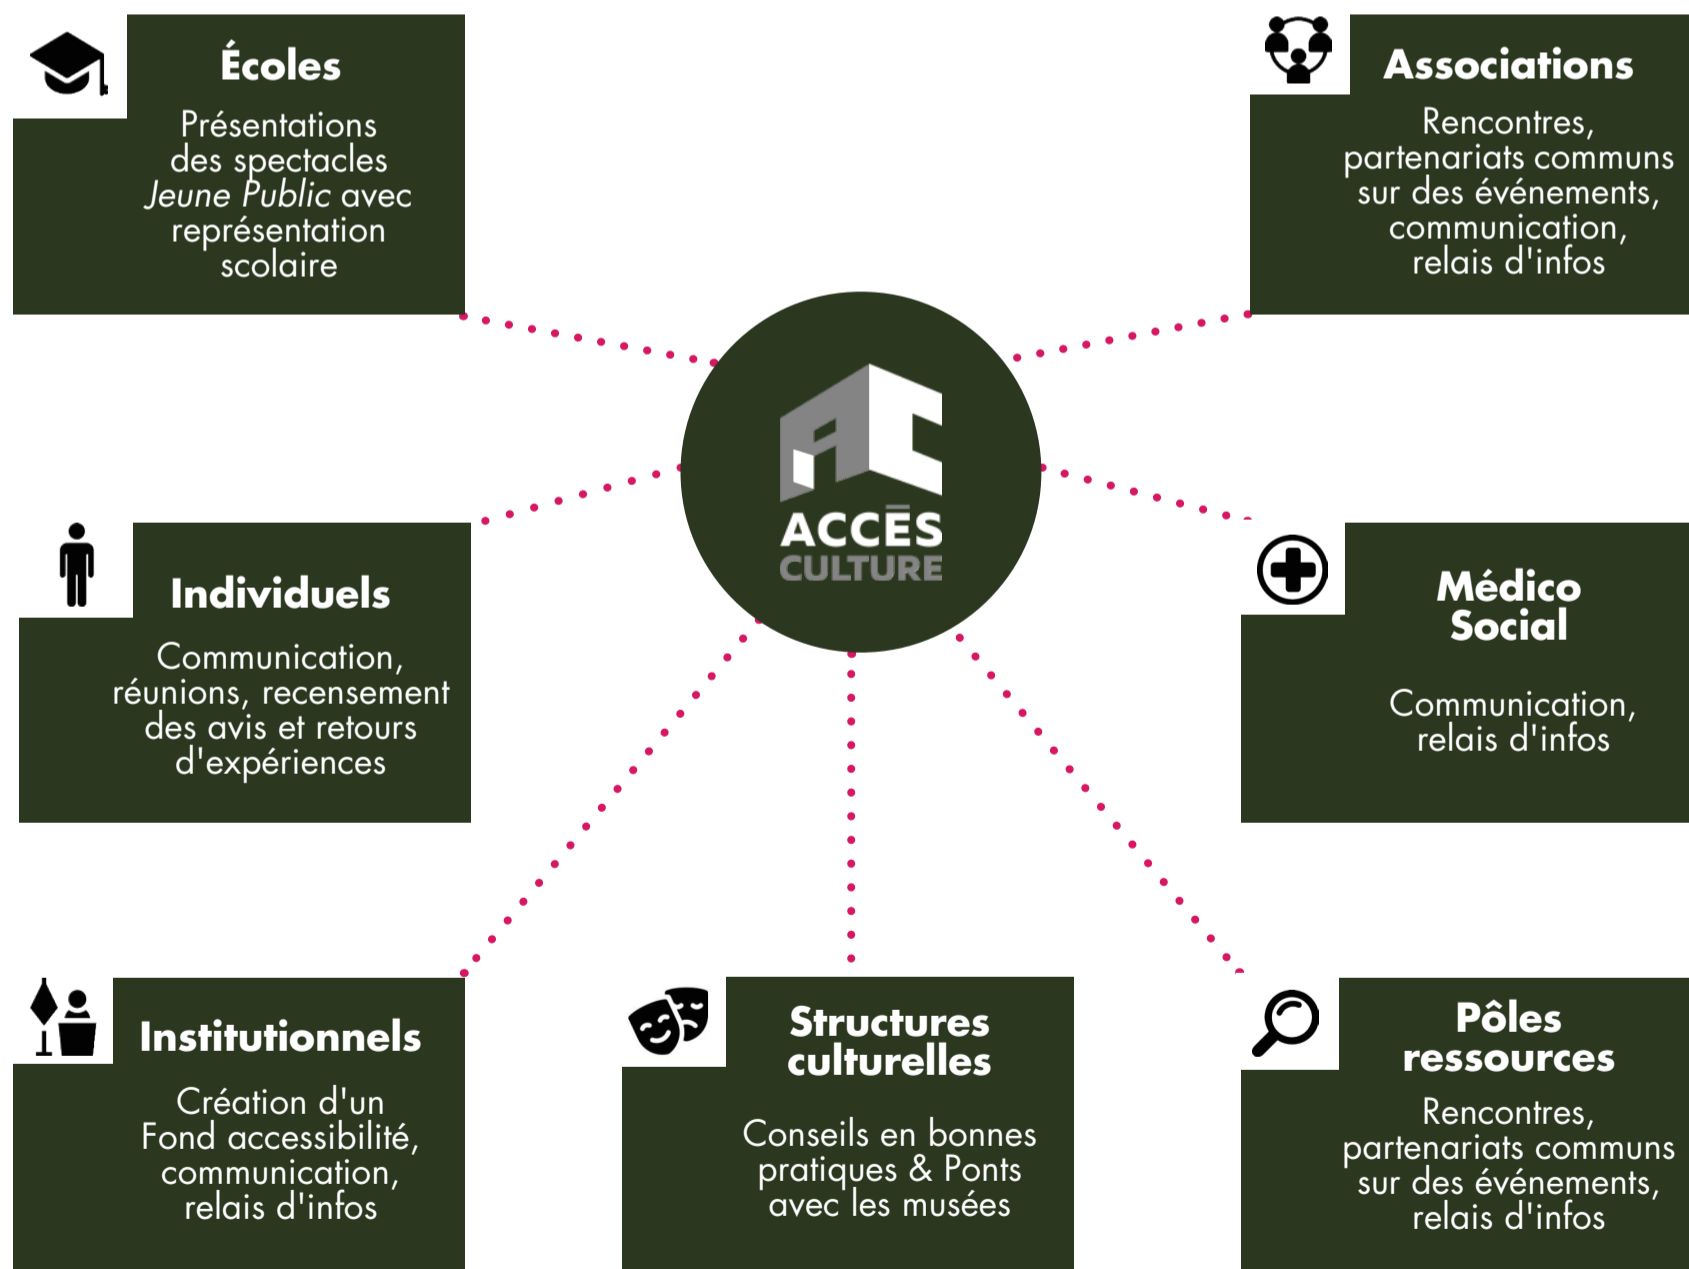 Écoles
Présentations
des spectacles
Jeune Public avec
représentation
scolaire
Associations
Rencontres,
partenariats communs
sur des événements,
communication,
relais d'infos
AC
ACCĒS
CULTURE
Individuels
Communication,
réunions, recensement
des avis et retours
d'expériences
Médico
Social
Communication,
relais d'infos
Institutionnels
Création d'un
Fond accessibilité,
communication,
relais d'infos
Structures
culturelles
Conseils en bonnes
pratiques & Ponts
avec les musées
Pôles
ressources
Rencontres,
partenariats communs
sur des événements,
relais d'infos